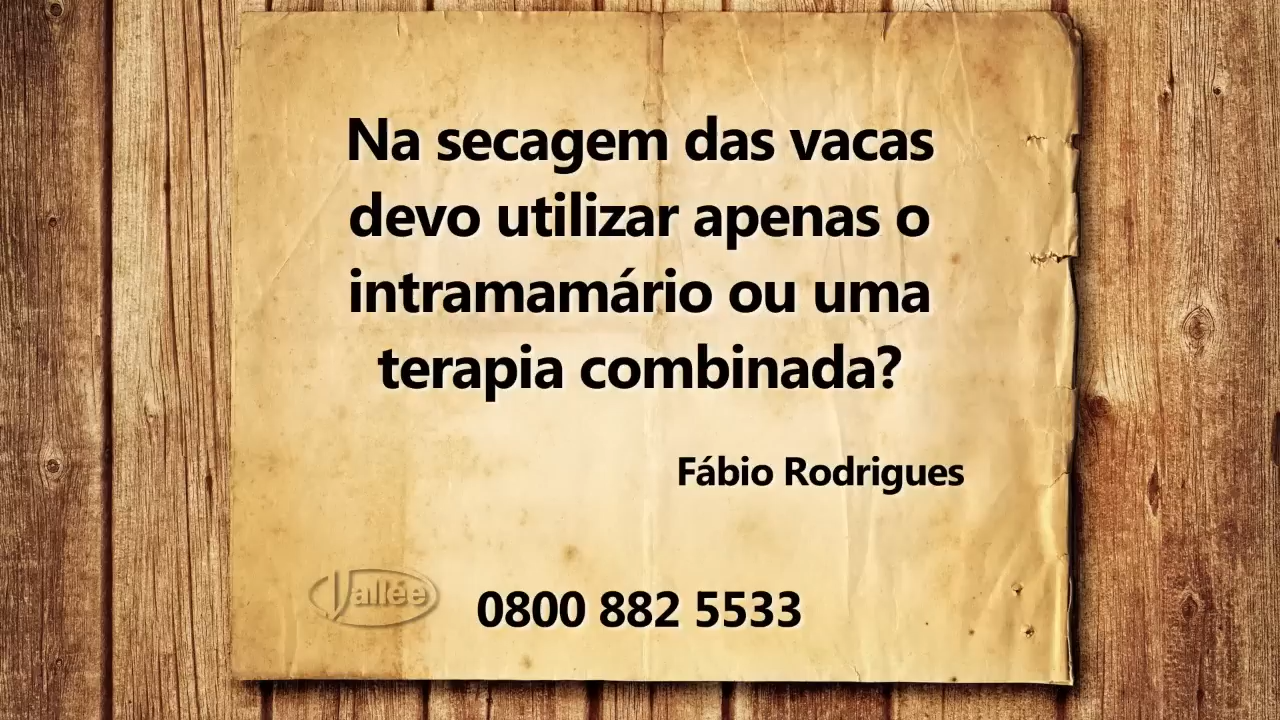 Na secagem das vacas
devo utilizar apenas o
intramamário ou uma
terapia combinada?
Fábio Rodrigues
Vallée
0800 882 5533